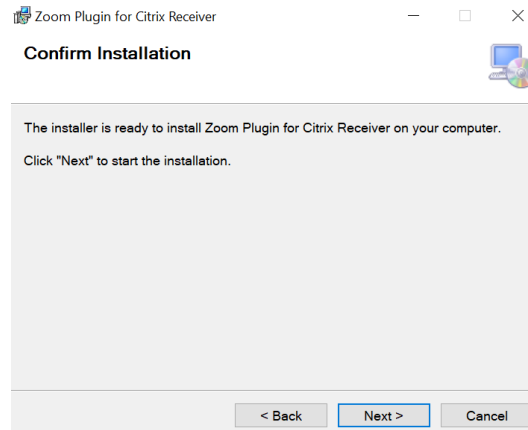 Zoom Plugin for Citrix Receiver
Confirm Installation
The installer is ready to install Zoom Plugin for Citrix Receiver on your computer.
Click "Next" to start the installation.
< Back
Next >
Cancel